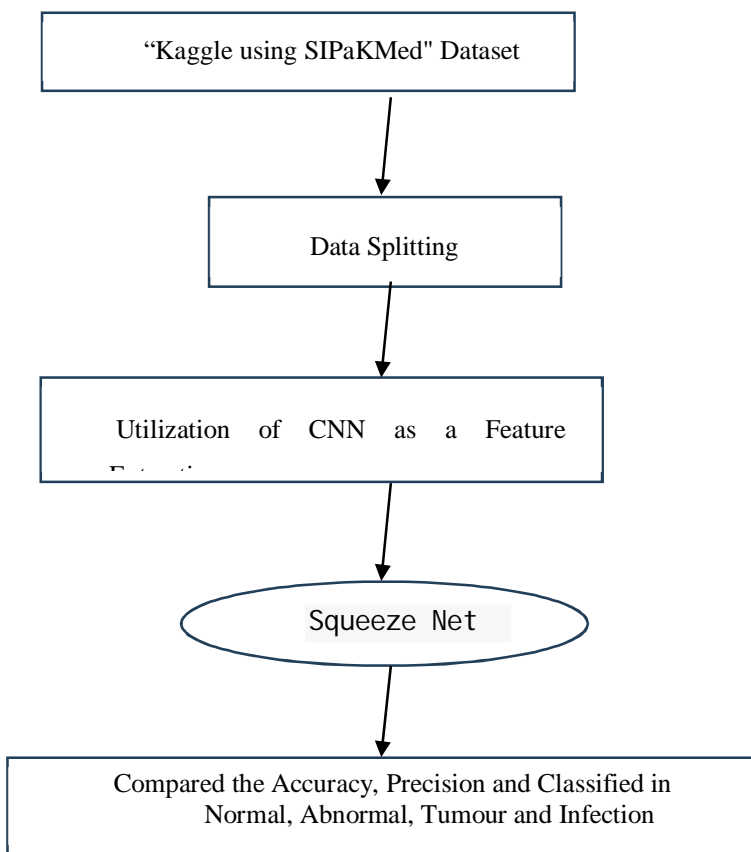 “Kaggle using SIPaKMed" Dataset
Data Splitting
Utilization of CNN as a Feature
Squeeze Net
Compared the Accuracy, Precision and Classified in
Normal, Abnormal, Tumour and Infection